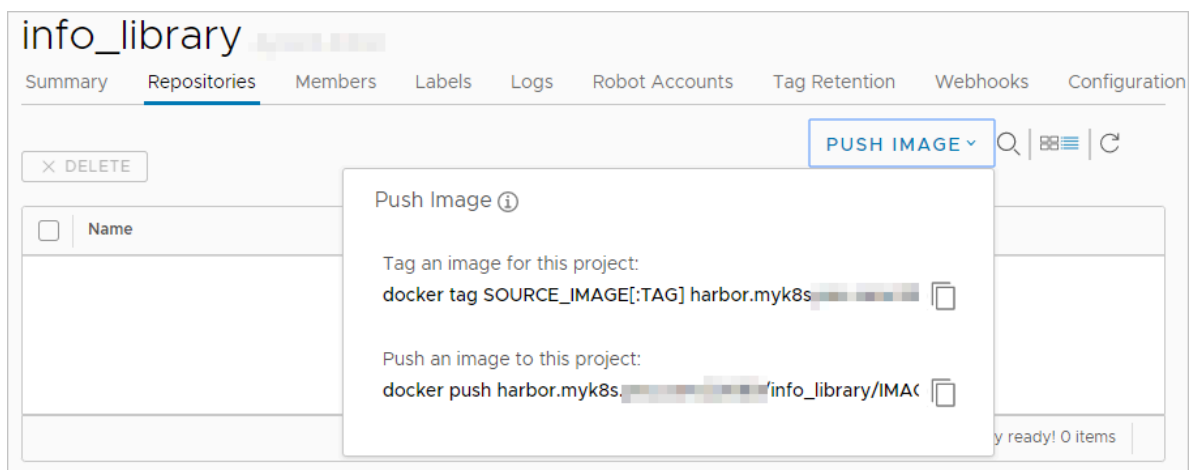 info_library
Summary Repositories Members Labels Logs Robot Accounts Tag Retention Webhooks Configuration
PUSH IMAGE
DELETE
Push Image
Name
Tag an image for this project:
docker tag SOURCE_IMAGE[:TAG] harbor.myk8s
Push an image to this project:
docker push harbor.myk8s. /info_library/IMAG
y ready! 0 items